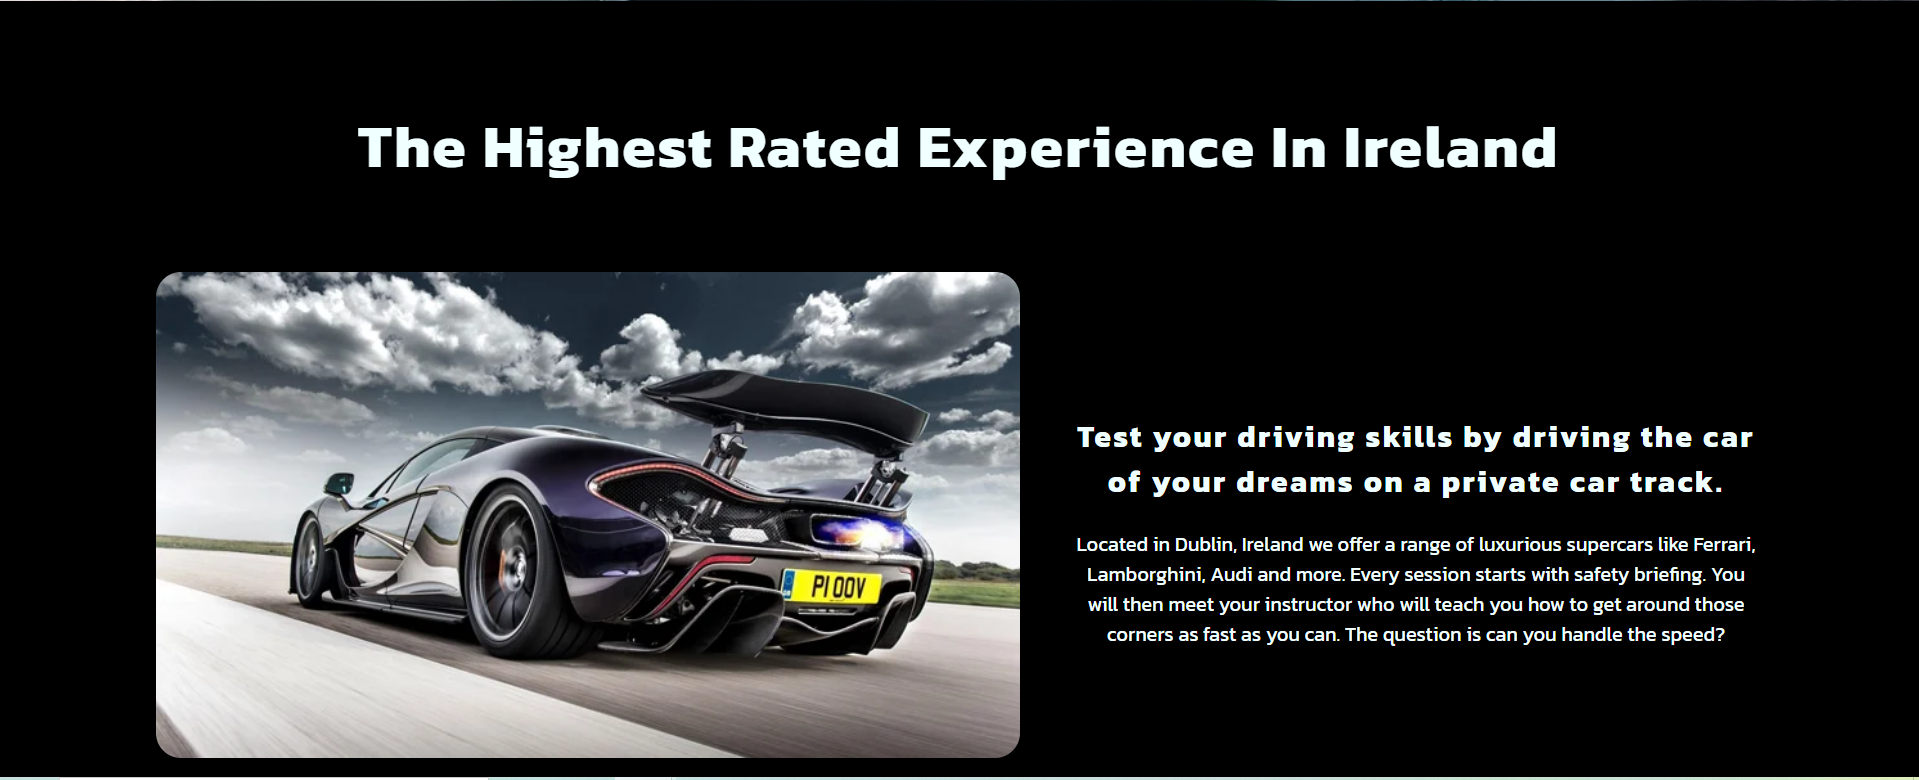 The Highest Rated Experience In Ireland
P1 OOV
Test your driving skills by driving the car
of your dreams on a private car track.
Located in Dublin, Ireland we offer a range of luxurious supercars like Ferrari,
Lamborghini, Audi and more. Every session starts with safety briefing. You
will then meet your instructor who will teach you how to get around those
corners as fast as you can. The question is can you handle the speed?